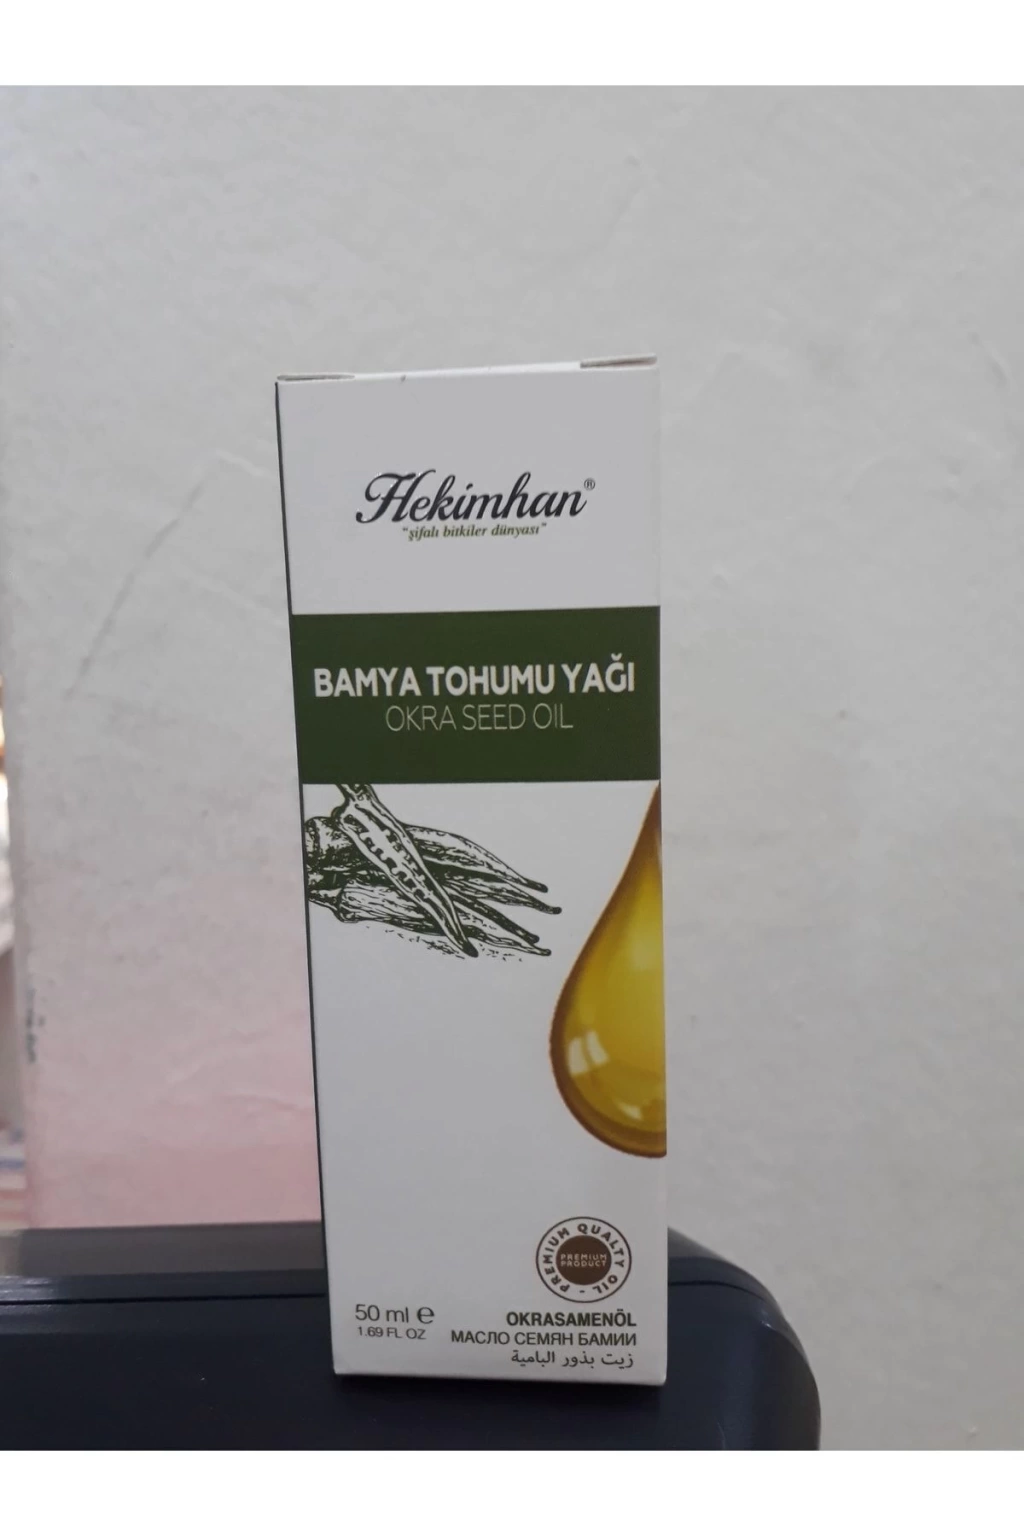 Hekimhan®
"şifalı bitkiler dünyası"
BAMYA TOHUMU YAĞI
OKRA SEED OIL
PREMIUM QUALTY OIL -
PREMIUM
PRODUCT
50 ml ℮
1.69 FL OZ
OKRASAMENÖL
МАСЛО СЕМЯН БАМИИ
زيت بذور البامية